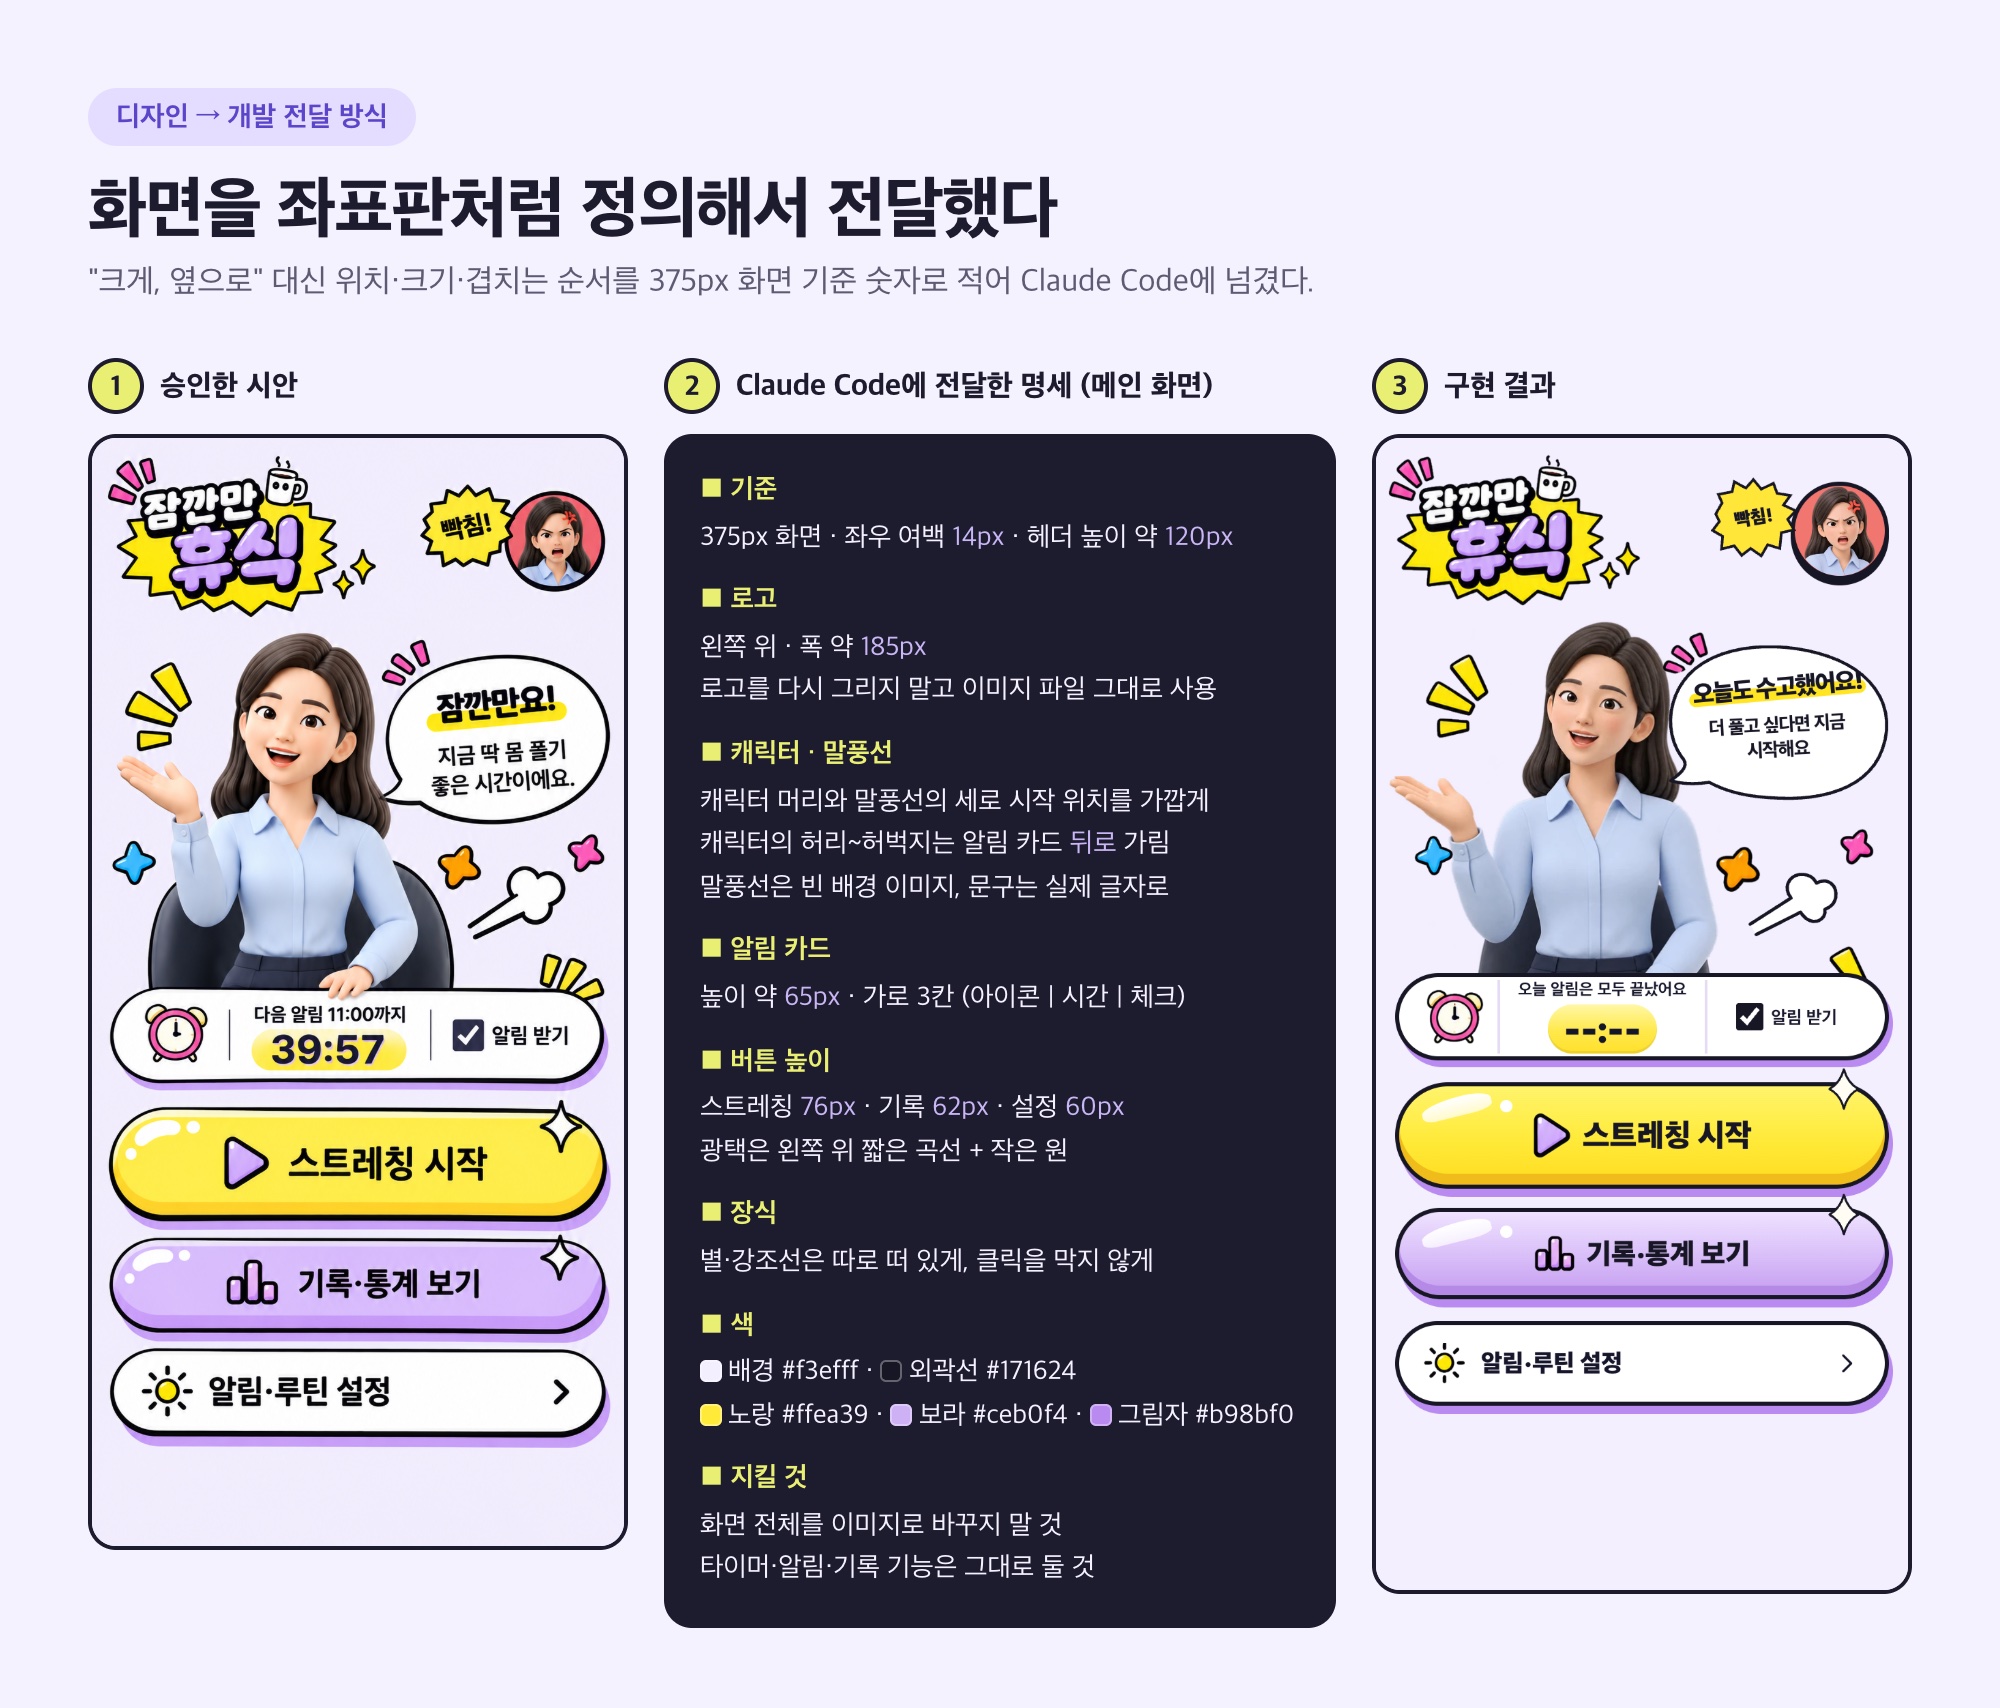 디자인 → 개발 전달 방식
화면을 좌표판처럼 정의해서 전달했다
"크게, 옆으로" 대신 위치·크기·겹치는 순서를 375px 화면 기준 숫자로 적어 Claude Code에 넘겼다.
1 승인한 시안
잠깐만
휴식
빡침!
잠깐만요!
지금 딱 몸 풀기
좋은 시간이에요.
다음 알림 11:00까지
39:57
알림 받기
스트레칭 시작
기록·통계 보기
알림·루틴 설정
2 Claude Code에 전달한 명세 (메인 화면)
■ 기준
375px 화면 · 좌우 여백 14px · 헤더 높이 약 120px
■ 로고
왼쪽 위 · 폭 약 185px
로고를 다시 그리지 말고 이미지 파일 그대로 사용
■ 캐릭터 · 말풍선
캐릭터 머리와 말풍선의 세로 시작 위치를 가깝게
캐릭터의 허리~허벅지는 알림 카드 뒤로 가림
말풍선은 빈 배경 이미지, 문구는 실제 글자로
■ 알림 카드
높이 약 65px · 가로 3칸 (아이콘 | 시간 | 체크)
■ 버튼 높이
스트레칭 76px · 기록 62px · 설정 60px
광택은 왼쪽 위 짧은 곡선 + 작은 원
■ 장식
별·강조선은 따로 떠 있게, 클릭을 막지 않게
■ 색
배경 #f3efff · 외곽선 #171624
노랑 #ffea39 · 보라 #ceb0f4 · 그림자 #b98bf0
■ 지킬 것
화면 전체를 이미지로 바꾸지 말 것
타이머·알림·기록 기능은 그대로 둘 것
3 구현 결과
잠깐만
휴식
빡침!
오늘도 수고했어요!
더 풀고 싶다면 지금
시작해요
오늘 알림은 모두 끝났어요
--:--
알림 받기
스트레칭 시작
기록·통계 보기
알림·루틴 설정